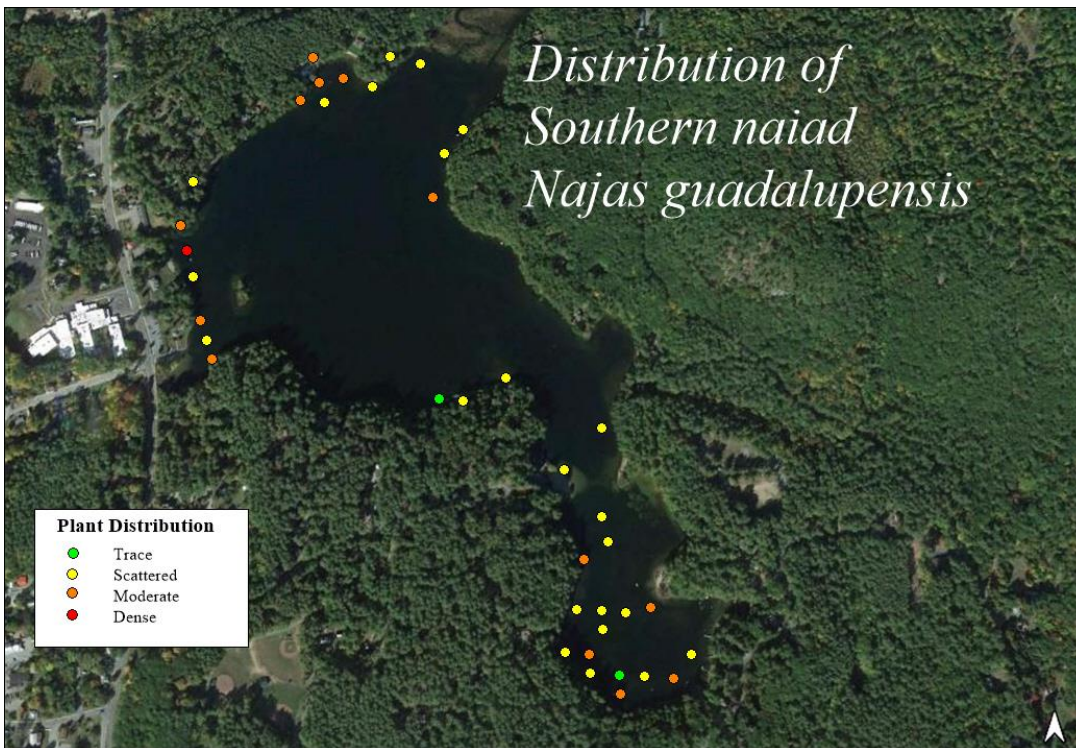 Distribution of
Southern naiad
Najas guadalupensis
Plant Distribution
Trace
Scattered
Moderate
Dense